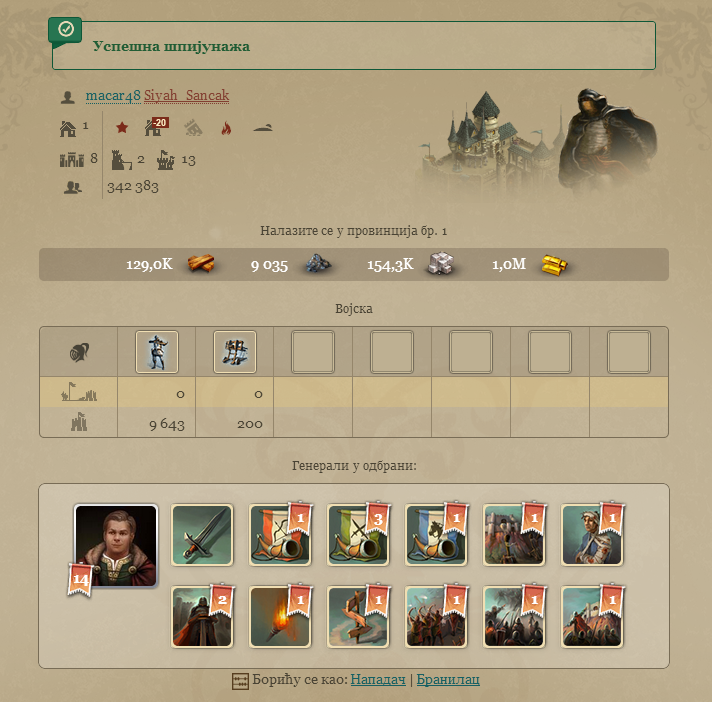 Успешна шпијунажа
macar48 Siyah_Sancak
1 -20
8 2 13
342 383
Налазите се у провинција бр. 1
129,0K 9 035 154,3K 1,0M
Војска
0 0
9 643 200
Генерали у одбрани:
1 3 1 1 1
14
2 1 1 1 1 1
Борићу се као: Нападач | Бранилац